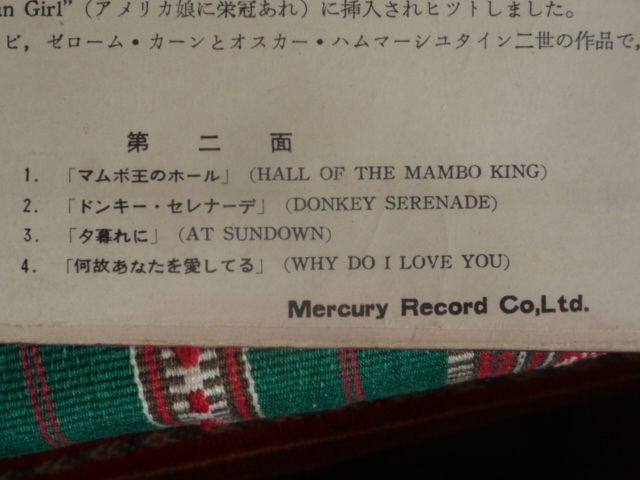 an Girl"(アメリカ娘に栄冠あれ)に挿入されヒツトしました。
ビ，ゼローム・カーンとオスカー・ハムマーシユタイン二世の作品で，
第 二 面
1. 「マムボ王のホール」 (HALL OF THE MAMBO KING)
2. 「ドンキー・セレナーデ」 (DONKEY SERENADE)
3. 「夕暮れに」 (AT SUNDOWN)
4. 「何故あなたを愛してる」 (WHY DO I LOVE YOU)
Mercury Record Co,Ltd.